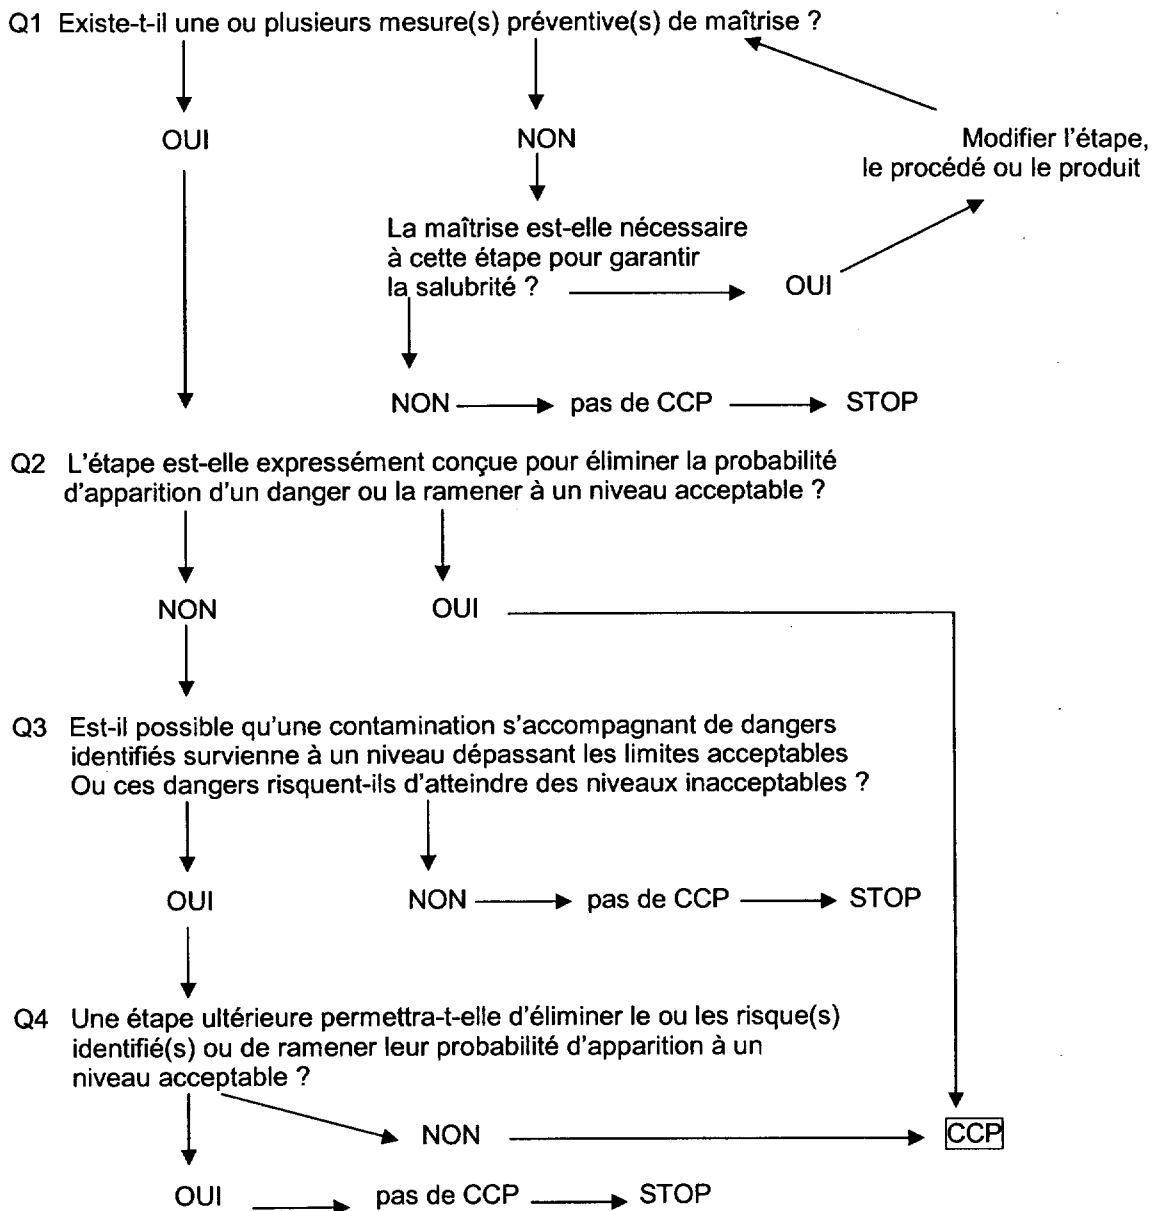 Q1 Existe-t-il une ou plusieurs mesure(s) préventive(s) de maîtrise ?
OUI
NON
Modifier l'étape,
le procédé ou le produit
La maîtrise est-elle nécessaire
à cette étape pour garantir
la salubrité ?
OUI
NON
pas de CCP
STOP
Q2 L'étape est-elle expressément conçue pour éliminer la probabilité
d'apparition d'un danger ou la ramener à un niveau acceptable ?
NON
OUI
Q3 Est-il possible qu'une contamination s'accompagnant de dangers
identifiés survienne à un niveau dépassant les limites acceptables
Ou ces dangers risquent-ils d'atteindre des niveaux inacceptables ?
OUI
NON
pas de CCP
STOP
Q4 Une étape ultérieure permettra-t-elle d'éliminer le ou les risque(s)
identifié(s) ou de ramener leur probabilité d'apparition à un
niveau acceptable ?
NON
CCP
OUI
pas de CCP
STOP